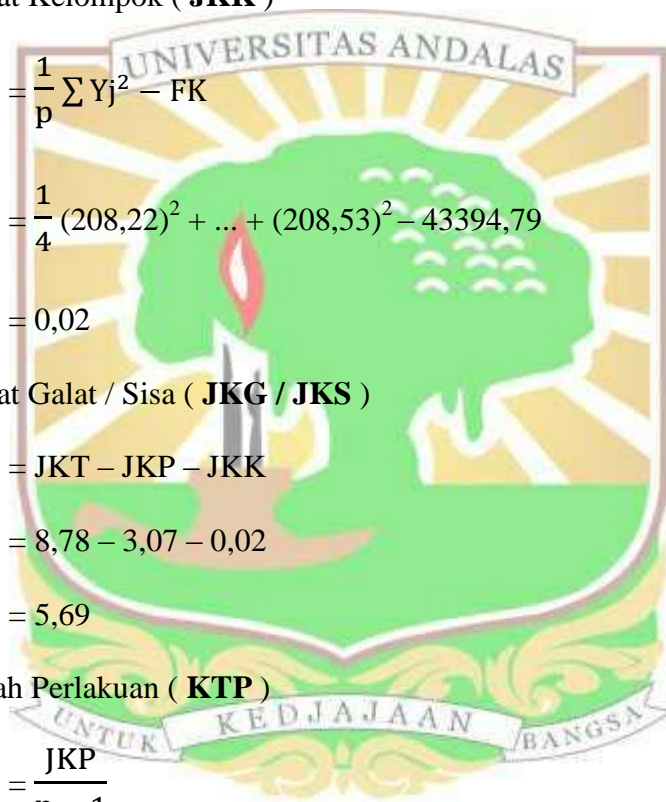 at Kelompok ( JKK )
UNIVERSITAS ANDALAS
= 1/p ∑ Yj² – FK
= 1/4 (208,22)² + ... + (208,53)² – 43394,79
= 0,02
at Galat / Sisa ( JKG / JKS )
= JKT – JKP – JKK
= 8,78 – 3,07 – 0,02
= 5,69
ah Perlakuan ( KTP )
UNTUK KEDJAJAAN BANGSA
= JKP